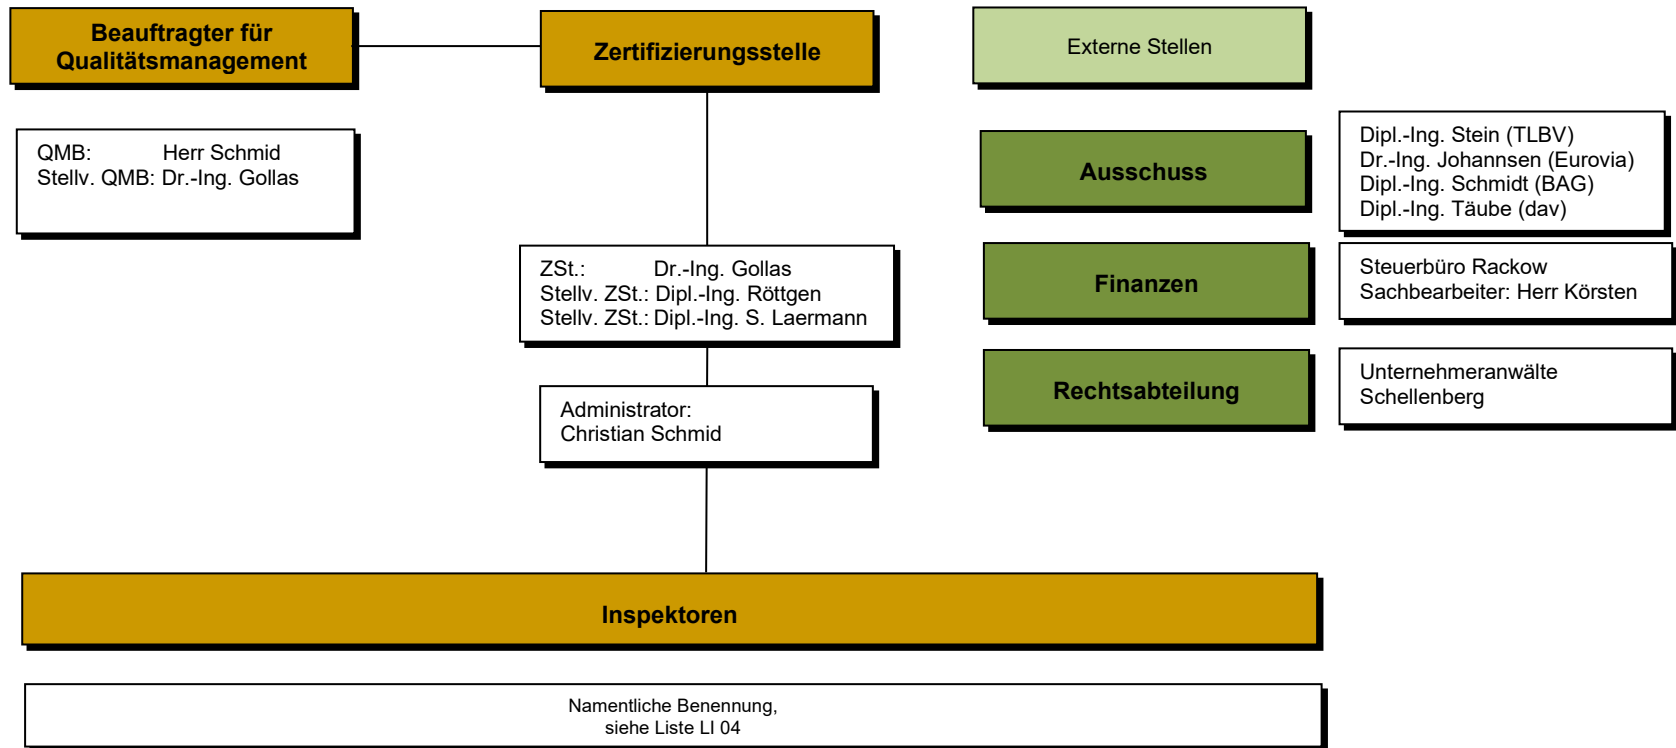 Beauftragter für
Qualitätsmanagement
Zertifizierungsstelle
Externe Stellen
QMB: Herr Schmid
Stellv. QMB: Dr.-Ing. Gollas
Ausschuss
Dipl.-Ing. Stein (TLBV)
Dr.-Ing. Johannsen (Eurovia)
Dipl.-Ing. Schmidt (BAG)
Dipl.-Ing. Täube (dav)
ZSt.: Dr.-Ing. Gollas
Stellv. ZSt.: Dipl.-Ing. Röttgen
Stellv. ZSt.: Dipl.-Ing. S. Laermann
Finanzen
Steuerbüro Rackow
Sachbearbeiter: Herr Körsten
Administrator:
Christian Schmid
Rechtsabteilung
Unternehmeranwälte
Schellenberg
Inspektoren
Namentliche Benennung,
siehe Liste LI 04